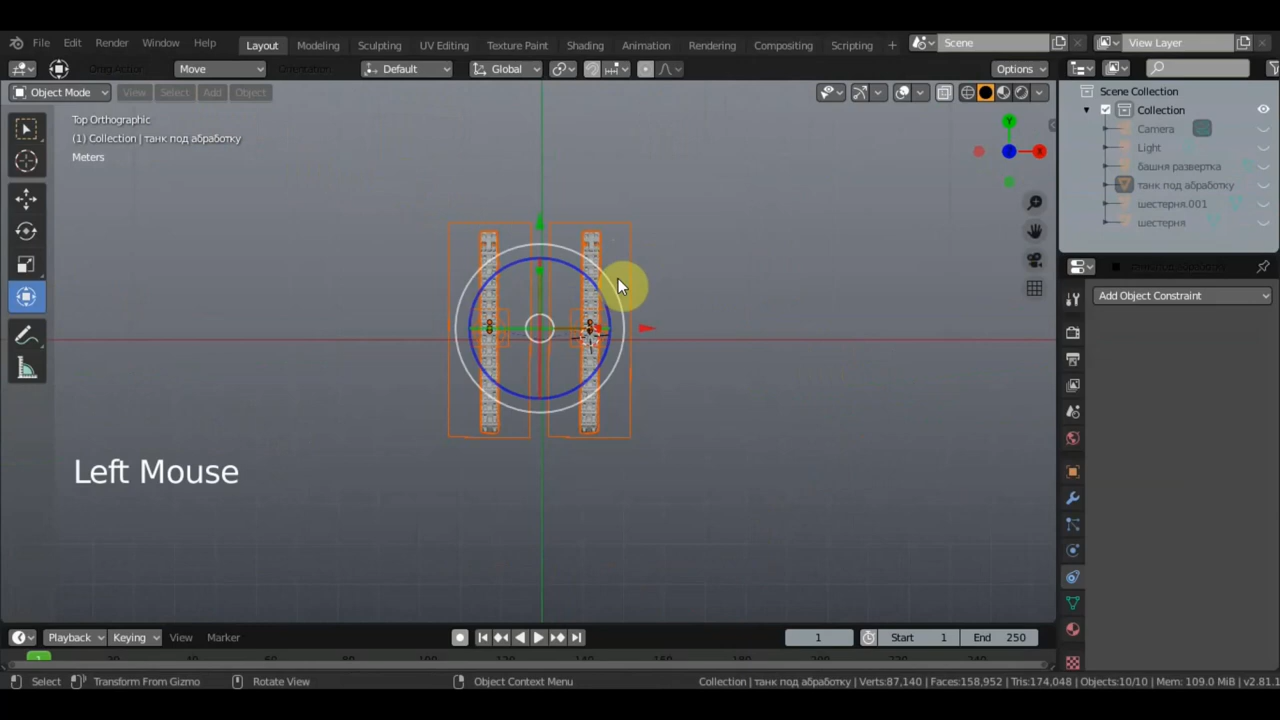 File Edit Render Window Help Layout Modeling Sculpting UV Editing Texture Paint Shading Animation Rendering Compositing Scripting + Scene View Layer
Move Default Global Options
Object Mode View Select Add Object
Scene Collection
Collection
Camera
Light
башня развертка
танк под абработку
шестерня.001
шестерня
Top Orthographic
(1) Collection | танк под абработку
Meters
Y
Z
X
Add Object Constraint
Left Mouse
Playback Keying View Marker 1 Start 1 End 250
1
Select Transform From Gizmo Rotate View Object Context Menu Collection | танк под абработку | Verts:87,140 | Faces:158,952 | Tris:174,048 | Objects:10/10 | Mem: 109.0 MiB | v2.81.1